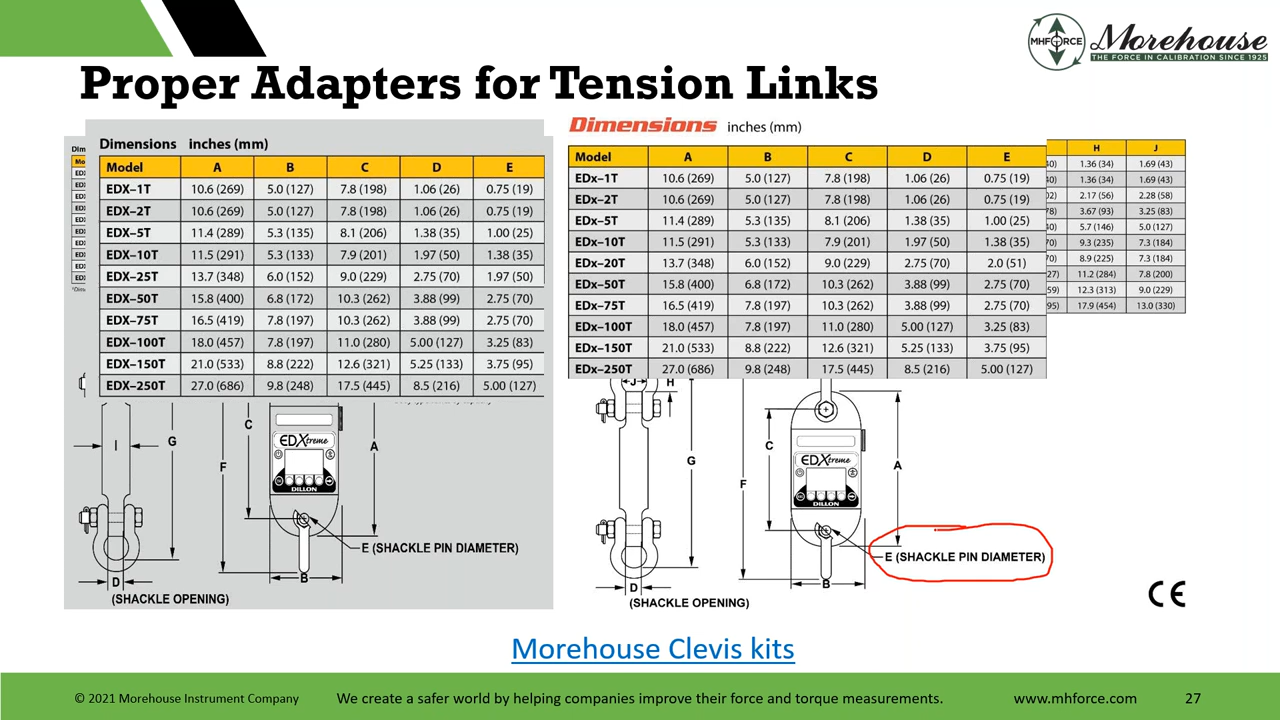 MHFORCE Morehouse
THE FORCE IN CALIBRATION SINCE 1925
Proper Adapters for Tension Links
Dimensions inches (mm)
Model A B C D E
EDX–1T 10.6 (269) 5.0 (127) 7.8 (198) 1.06 (26) 0.75 (19)
EDX–2T 10.6 (269) 5.0 (127) 7.8 (198) 1.06 (26) 0.75 (19)
EDX–5T 11.4 (289) 5.3 (135) 8.1 (206) 1.38 (35) 1.00 (25)
EDX–10T 11.5 (291) 5.3 (133) 7.9 (201) 1.97 (50) 1.38 (35)
EDX–25T 13.7 (348) 6.0 (152) 9.0 (229) 2.75 (70) 1.97 (50)
EDX–50T 15.8 (400) 6.8 (172) 10.3 (262) 3.88 (99) 2.75 (70)
EDX–75T 16.5 (419) 7.8 (197) 10.3 (262) 3.88 (99) 2.75 (70)
EDX–100T 18.0 (457) 7.8 (197) 11.0 (280) 5.00 (127) 3.25 (83)
EDX–150T 21.0 (533) 8.8 (222) 12.6 (321) 5.25 (133) 3.75 (95)
EDX–250T 27.0 (686) 9.8 (248) 17.5 (445) 8.5 (216) 5.00 (127)
I G F C A
EDXtreme
DILLON
E (SHACKLE PIN DIAMETER)
D B
(SHACKLE OPENING)
Dimensions inches (mm)
Model A B C D E
EDx–1T 10.6 (269) 5.0 (127) 7.8 (198) 1.06 (26) 0.75 (19)
EDx–2T 10.6 (269) 5.0 (127) 7.8 (198) 1.06 (26) 0.75 (19)
EDx–5T 11.4 (289) 5.3 (135) 8.1 (206) 1.38 (35) 1.00 (25)
EDx–10T 11.5 (291) 5.3 (133) 7.9 (201) 1.97 (50) 1.38 (35)
EDx–20T 13.7 (348) 6.0 (152) 9.0 (229) 2.75 (70) 2.0 (51)
EDx–50T 15.8 (400) 6.8 (172) 10.3 (262) 3.88 (99) 2.75 (70)
EDx–75T 16.5 (419) 7.8 (197) 10.3 (262) 3.88 (99) 2.75 (70)
EDx–100T 18.0 (457) 7.8 (197) 11.0 (280) 5.00 (127) 3.25 (83)
EDx–150T 21.0 (533) 8.8 (222) 12.6 (321) 5.25 (133) 3.75 (95)
EDx–250T 27.0 (686) 9.8 (248) 17.5 (445) 8.5 (216) 5.00 (127)
H J
1.36 (34) 1.69 (43)
1.36 (34) 1.69 (43)
2.17 (56) 2.28 (58)
3.67 (93) 3.25 (83)
5.7 (146) 5.0 (127)
9.3 (235) 7.3 (184)
8.9 (225) 7.3 (184)
11.2 (284) 7.8 (200)
12.3 (313) 9.0 (229)
17.9 (454) 13.0 (330)
J H
G F C A
EDXtreme
DILLON
E (SHACKLE PIN DIAMETER)
D B
(SHACKLE OPENING)
CE
Morehouse Clevis kits
© 2021 Morehouse Instrument Company We create a safer world by helping companies improve their force and torque measurements. www.mhforce.com 27